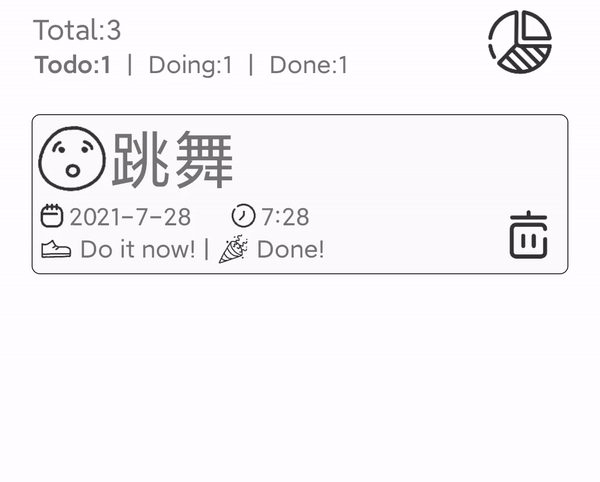 Total:3
Todo:1 | Doing:1 | Done:1
跳舞
2021-7-28 7:28
Do it now! | Done!